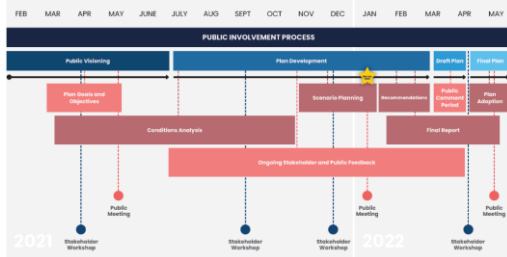 FEB MAR APR MAY JUNE JULY AUG SEPT OCT NOV DEC JAN FEB MAR APR MAY
PUBLIC INVOLVEMENT PROCESS
Public Visioning Plan Development Draft Plan Final Plan
Plan Goals and
Objectives
Scenario Planning
Recommendations
Public
Comment
Period
Plan
Adoption
Conditions Analysis
Final Report
Ongoing Stakeholder and Public Feedback
Public
Meeting
Public
Meeting
Public
Meeting
2021
2022
Stakeholder
Workshop
Stakeholder
Workshop
Stakeholder
Workshop
Stakeholder
Workshop